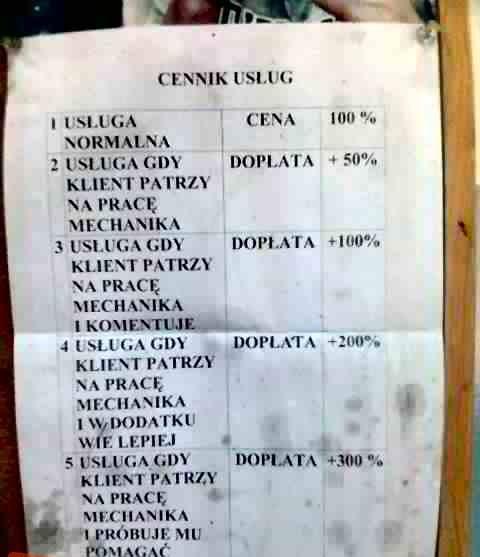 CENNIK USŁUG
1 USŁUGA CENA 100 %
NORMALNA
2 USŁUGA GDY DOPŁATA + 50%
KLIENT PATRZY
NA PRACĘ
MECHANIKA
3 USŁUGA GDY DOPŁATA +100%
KLIENT PATRZY
NA PRACĘ
MECHANIKA
I KOMENTUJE
4 USŁUGA GDY DOPŁATA +200%
KLIENT PATRZY
NA PRACĘ
MECHANIKA
I W DODATKU
WIE LEPIEJ
5 USŁUGA GDY DOPŁATA +300 %
KLIENT PATRZY
NA PRACĘ
MECHANIKA
I PRÓBUJE MU
POMAGAĆ